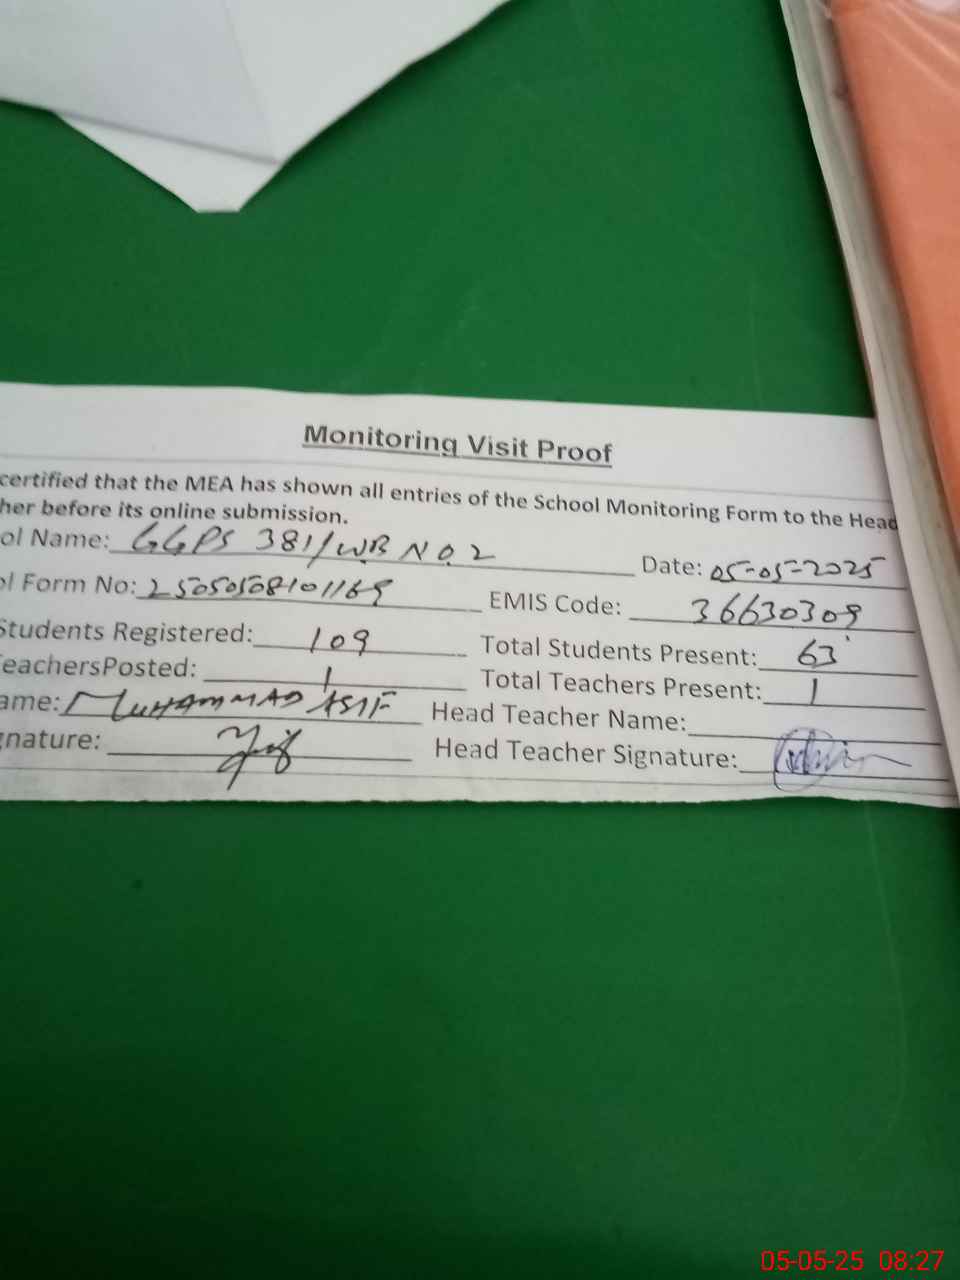 Monitoring Visit Proof
certified that the MEA has shown all entries of the School Monitoring Form to the Head
her before its online submission.
ol Name: GGPS 381/WB NO. 2 Date: 05-05-2025
ol Form No: 25050508101169 EMIS Code: 36630309
Students Registered: 109 Total Students Present: 63
TeachersPosted: 1 Total Teachers Present: 1
ame: MUHAMMAD ASIF Head Teacher Name:
gnature: Head Teacher Signature:
05-05-25 08:27